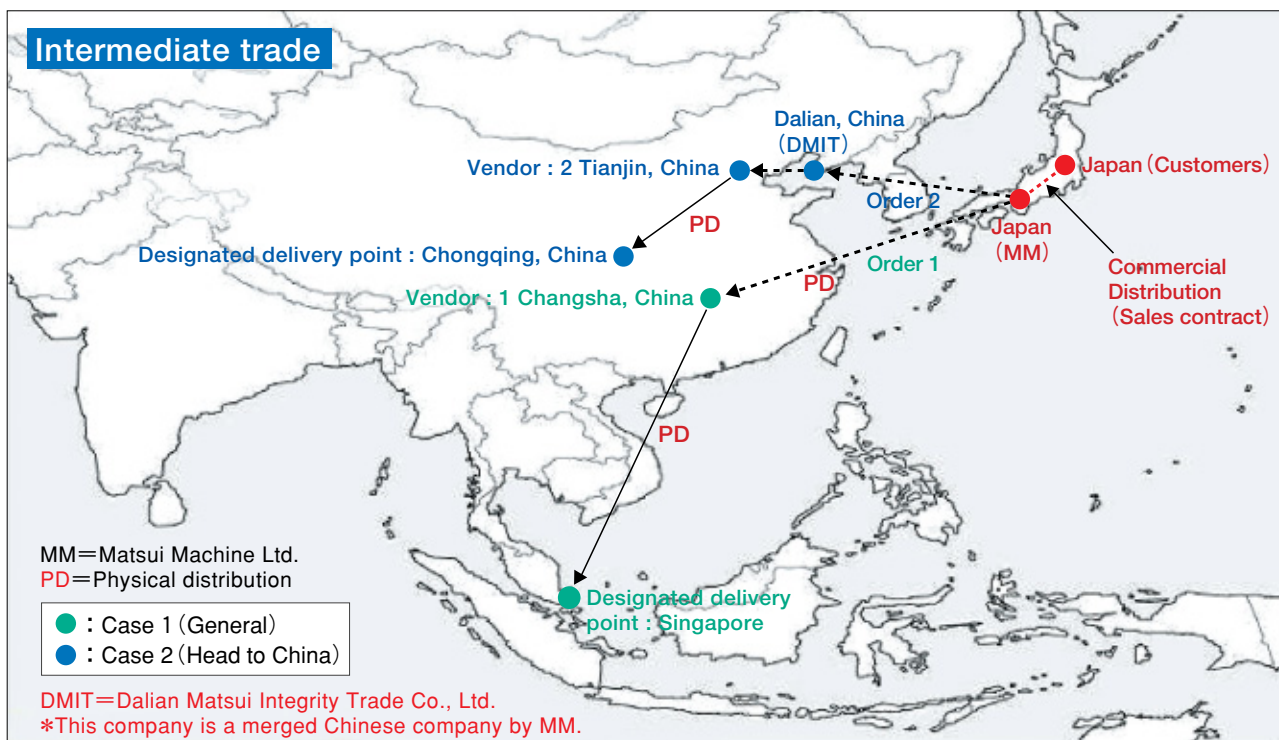 Intermediate trade
Dalian, China
（DMIT）
Vendor : 2 Tianjin, China
Japan（Customers）
Order 2
PD
Japan
（MM）
Designated delivery point : Chongqing, China
Order 1
PD
Commercial
Distribution
（Sales contract）
Vendor : 1 Changsha, China
PD
MM＝Matsui Machine Ltd.
PD＝Physical distribution
Designated delivery
point : Singapore
：Case 1（General）
：Case 2（Head to China）
DMIT＝Dalian Matsui Integrity Trade Co., Ltd.
＊This company is a merged Chinese company by MM.